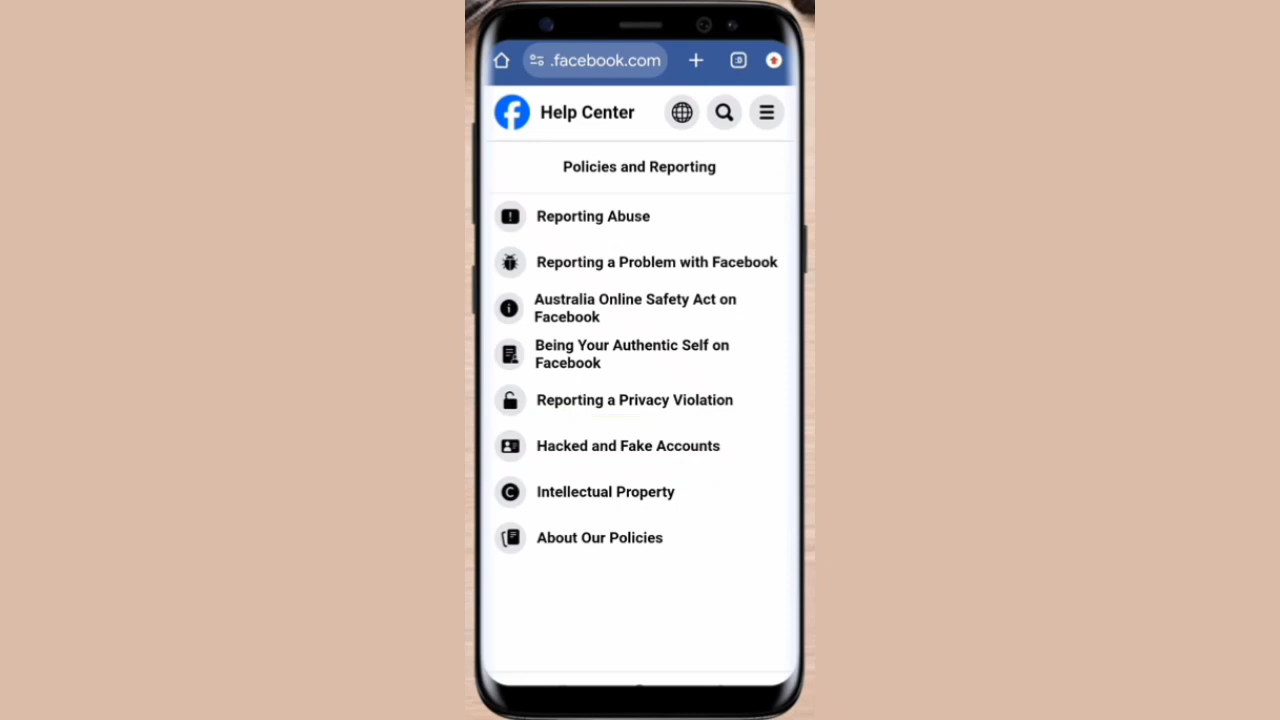 .facebook.com
Help Center
Policies and Reporting
Reporting Abuse
Reporting a Problem with Facebook
Australia Online Safety Act on
Facebook
Being Your Authentic Self on
Facebook
Reporting a Privacy Violation
Hacked and Fake Accounts
Intellectual Property
About Our Policies